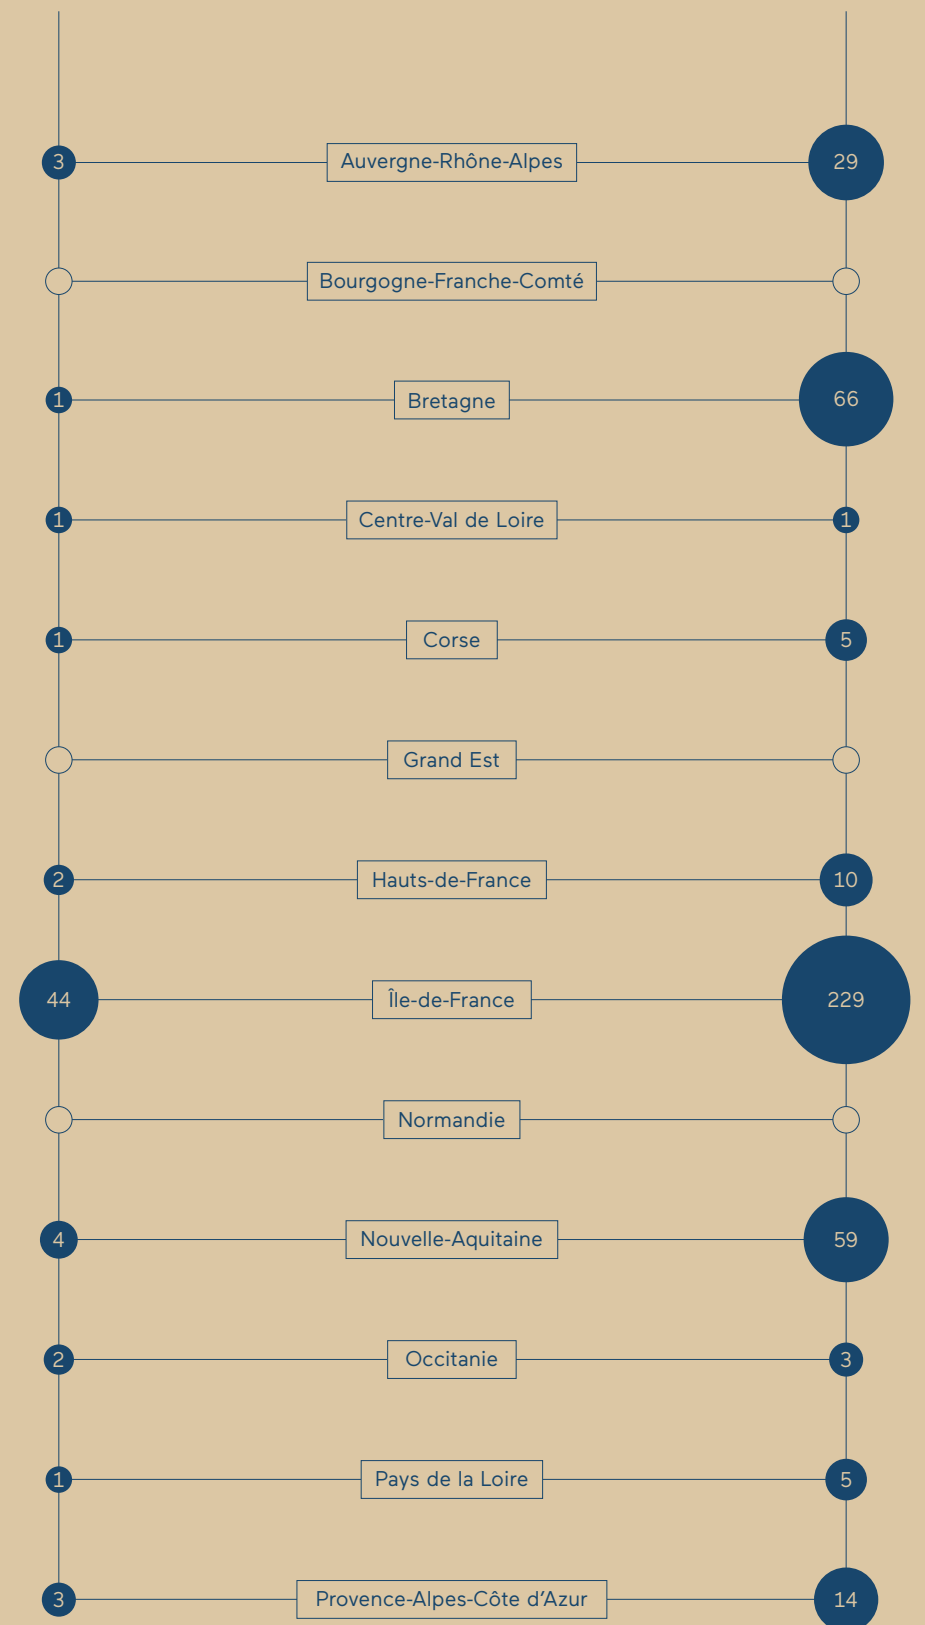 3 Auvergne-Rhône-Alpes 29
Bourgogne-Franche-Comté
1 Bretagne 66
1 Centre-Val de Loire 1
1 Corse 5
Grand Est
2 Hauts-de-France 10
44 Île-de-France 229
Normandie
4 Nouvelle-Aquitaine 59
2 Occitanie 3
1 Pays de la Loire 5
3 Provence-Alpes-Côte d’Azur 14